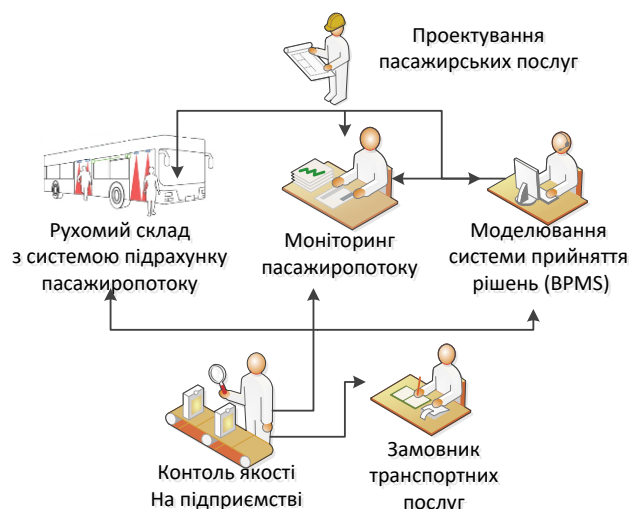 Проектування
пасажирських послуг
Рухомий склад
з системою підрахунку
пасажиропотоку
Моніторинг
пасажиропотоку
Моделювання
системи прийняття
рішень (BPMS)
Контоль якості
На підприємстві
Замовник
транспортних
послуг